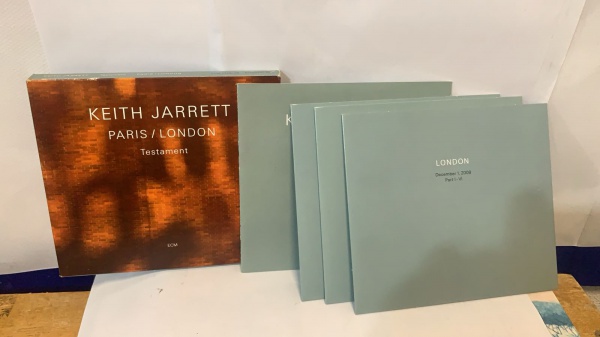 KEITH JARRETT
PARIS / LONDON
Testament
ECM
K
LONDON
December 1, 2008